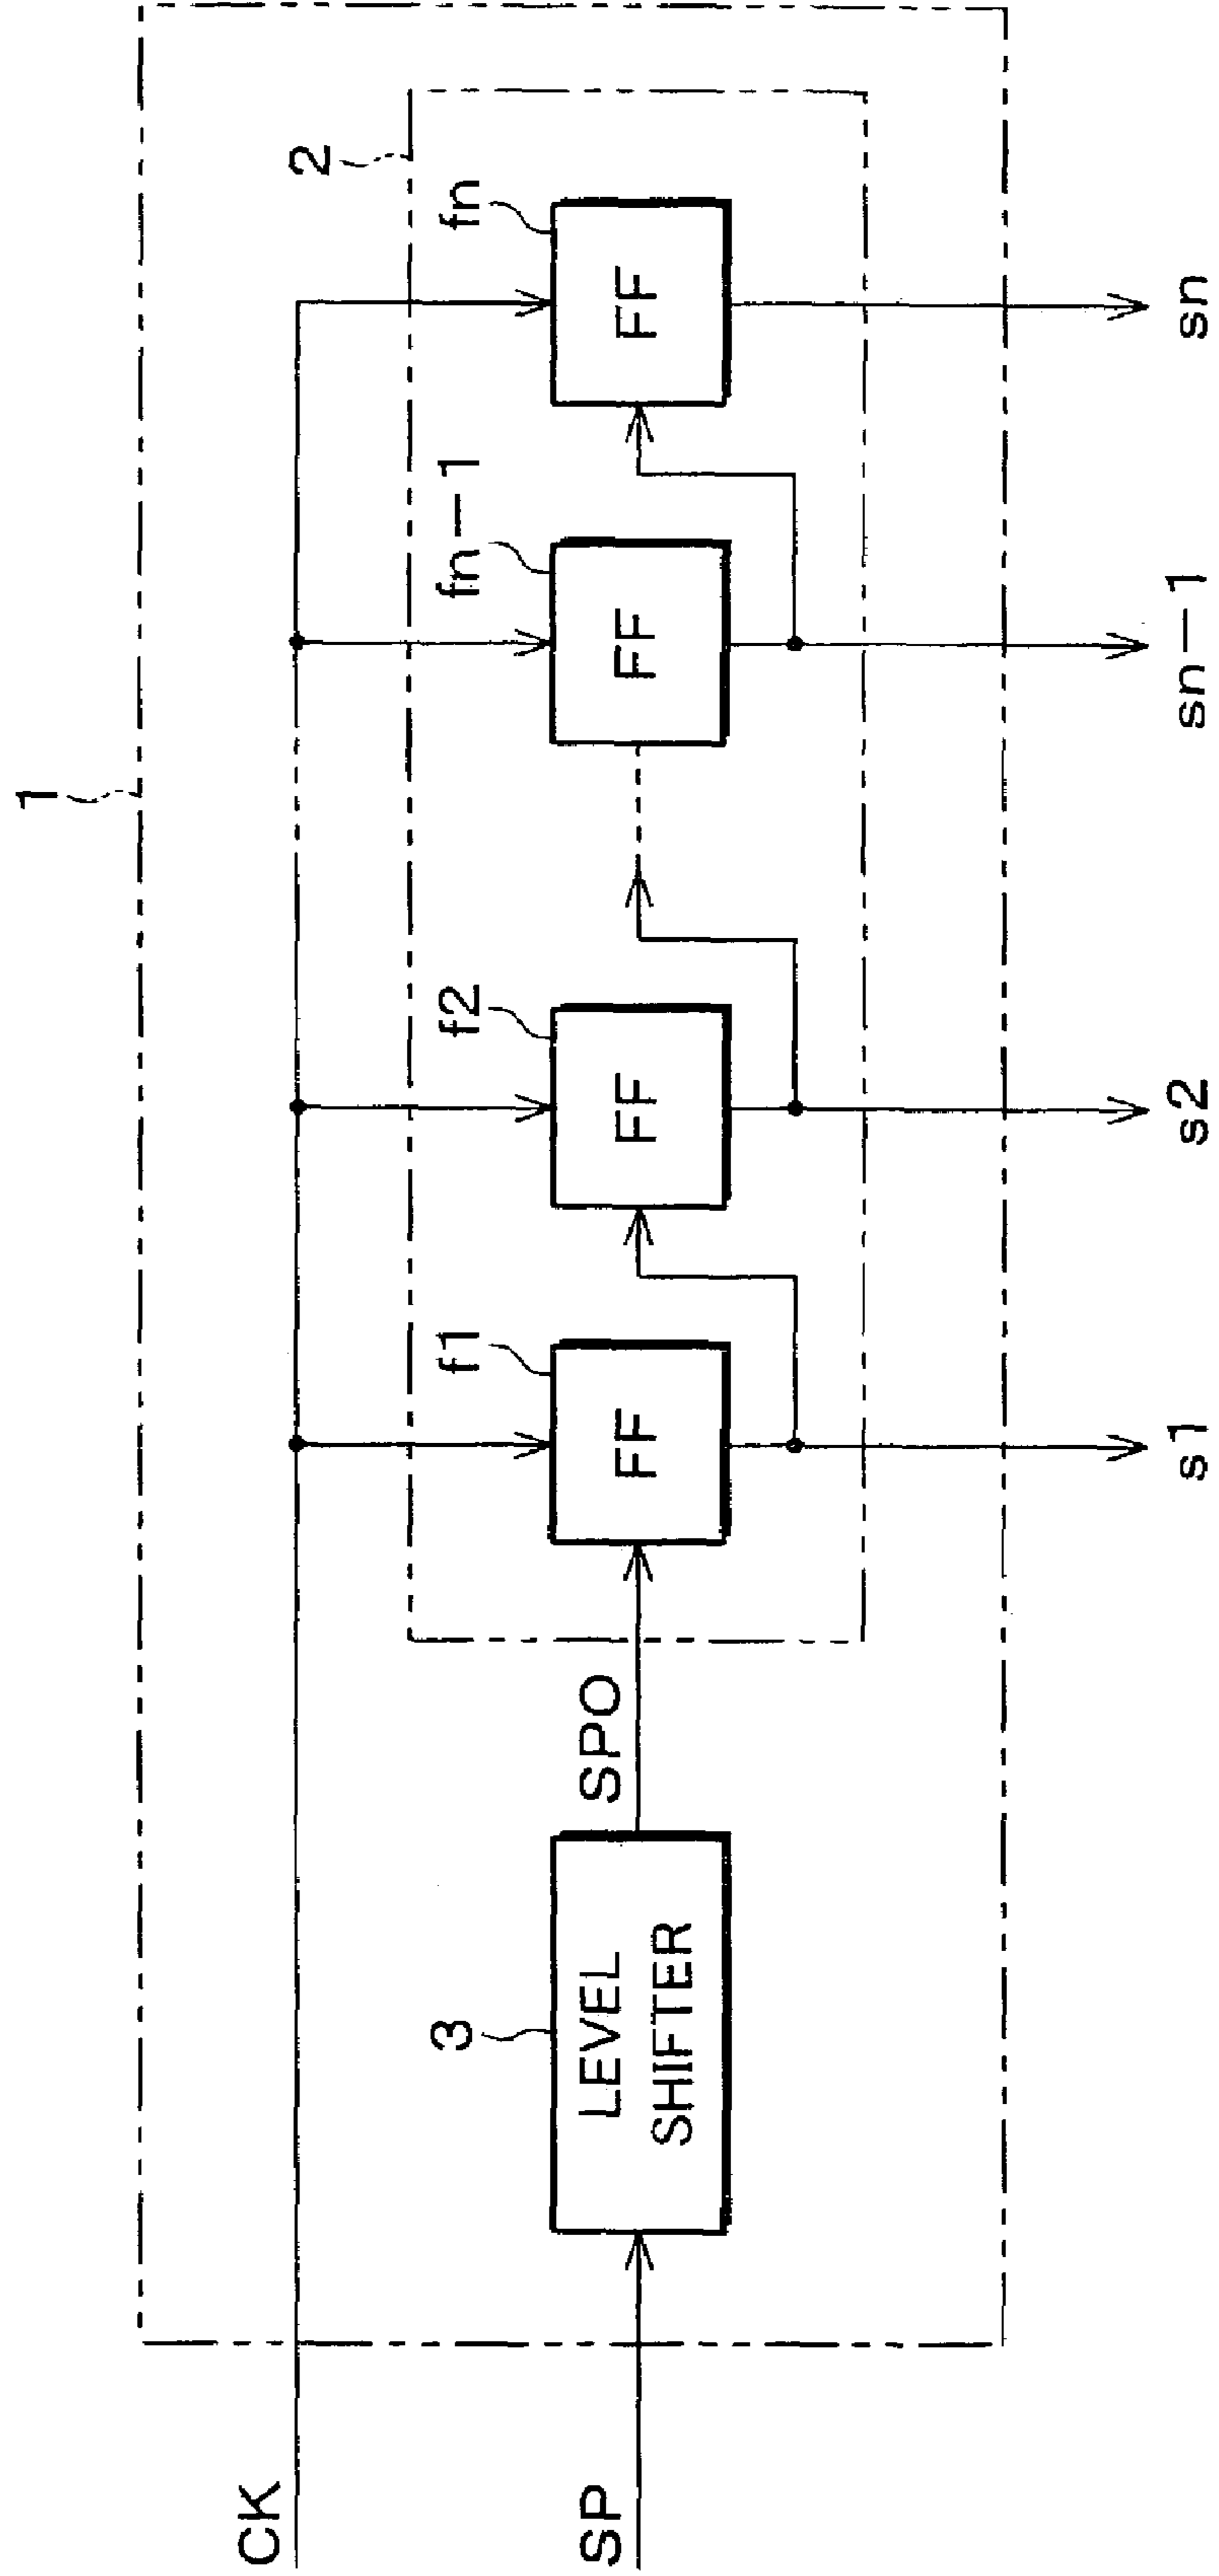 1
2
CK
f1
f2
fn—1
fn
3
LEVEL
SHIFTER
FF
FF
FF
FF
SP
SPO
s1
s2
sn—1
sn